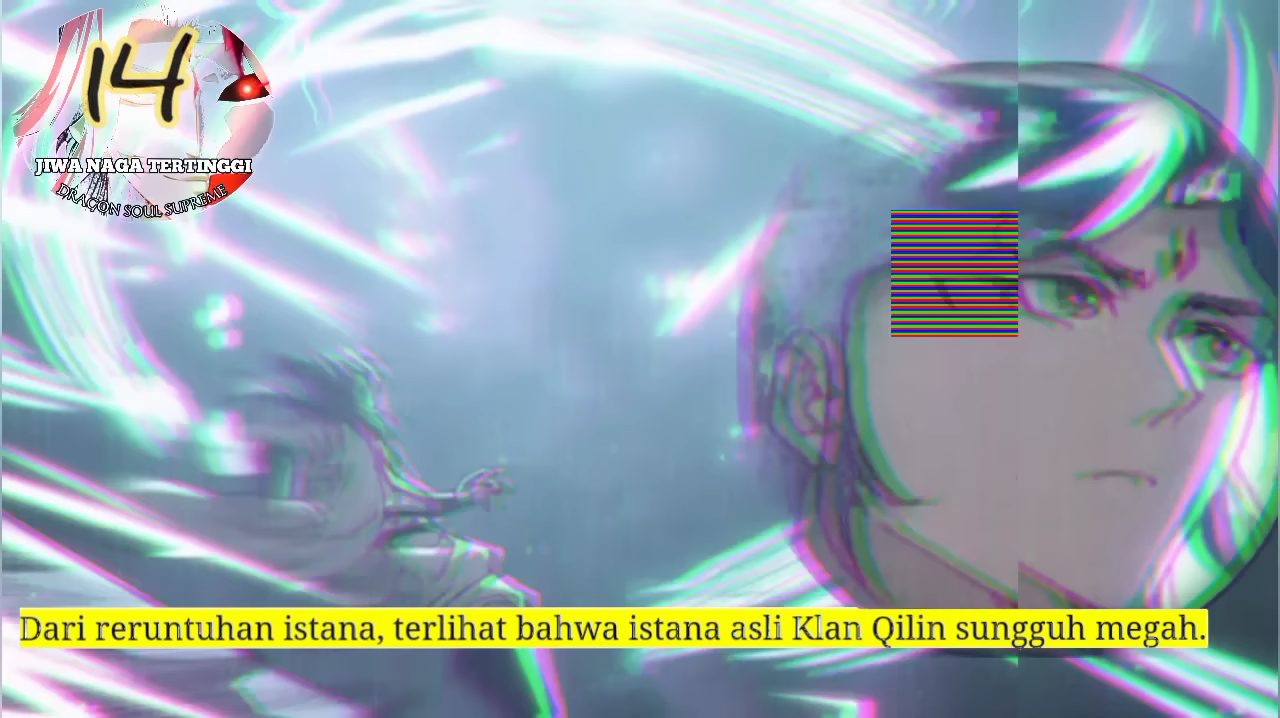 14
JIWA NAGA TERTINGGI
DRAGON SOUL SUPREME
Dari reruntuhan istana, terlihat bahwa istana asli Klan Qilin sungguh megah.